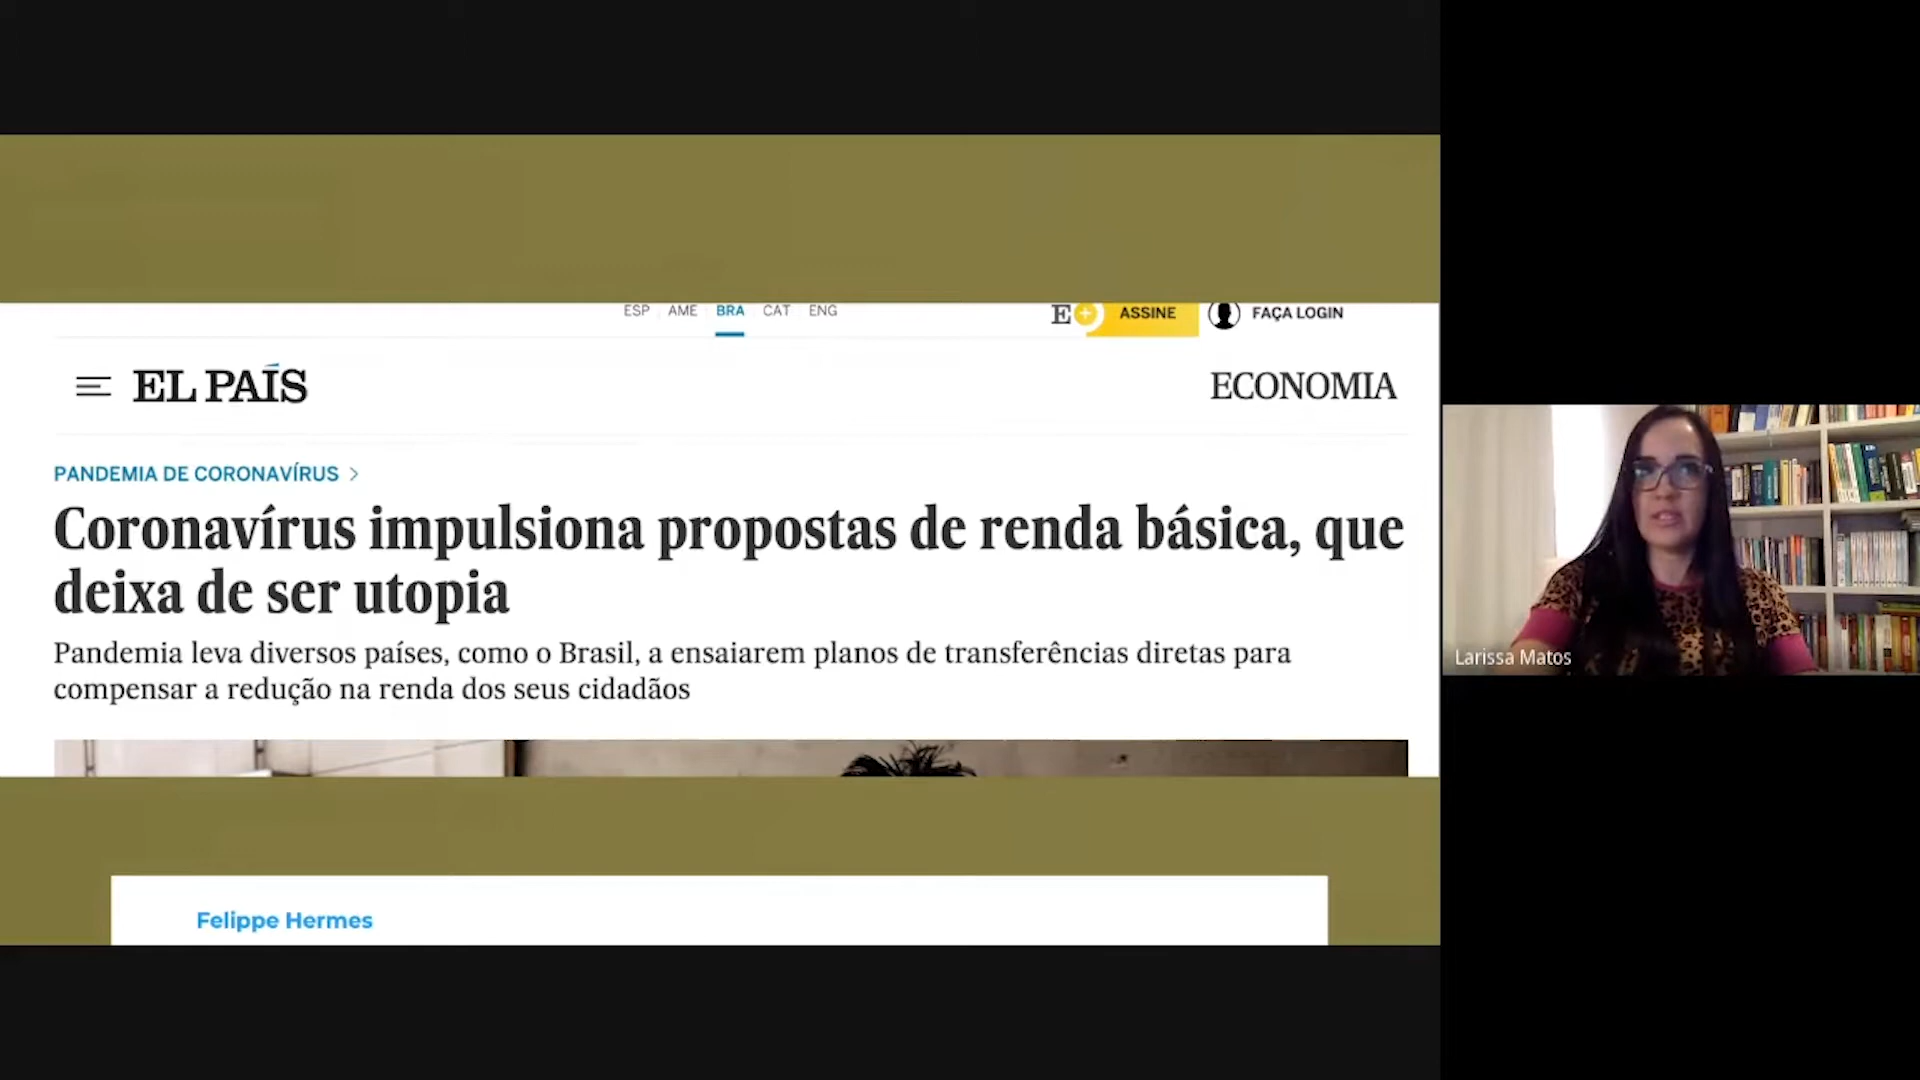 ESP AME BRA CAT ENG
E+ ASSINE FAÇA LOGIN
EL PAÍS
ECONOMIA
PANDEMIA DE CORONAVÍRUS >
Coronavírus impulsiona propostas de renda básica, que
deixa de ser utopia
Pandemia leva diversos países, como o Brasil, a ensaiarem planos de transferências diretas para
compensar a redução na renda dos seus cidadãos
Felippe Hermes
Larissa Matos